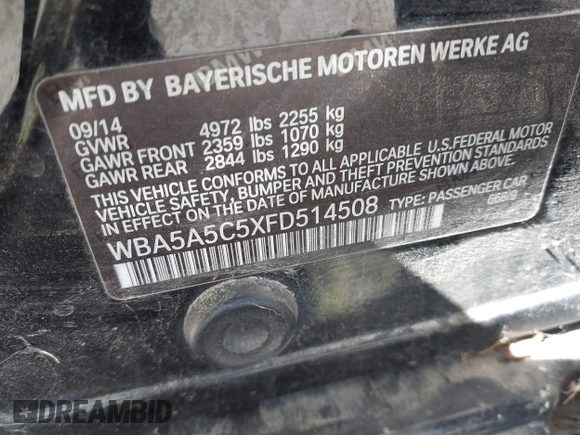 MFD BY BAYERISCHE MOTOREN WERKE AG
09/14
GVWR 4972 lbs 2255 kg
GAWR FRONT 2359 lbs 1070 kg
GAWR REAR 2844 lbs 1290 kg
THIS VEHICLE CONFORMS TO ALL APPLICABLE U.S.FEDERAL MOTOR
VEHICLE SAFETY, BUMPER AND THEFT PREVENTION STANDARDS
IN EFFECT ON THE DATE OF MANUFACTURE SHOWN ABOVE.
WBA5A5C5XFD514508 TYPE: PASSENGER CAR
DREAMBID